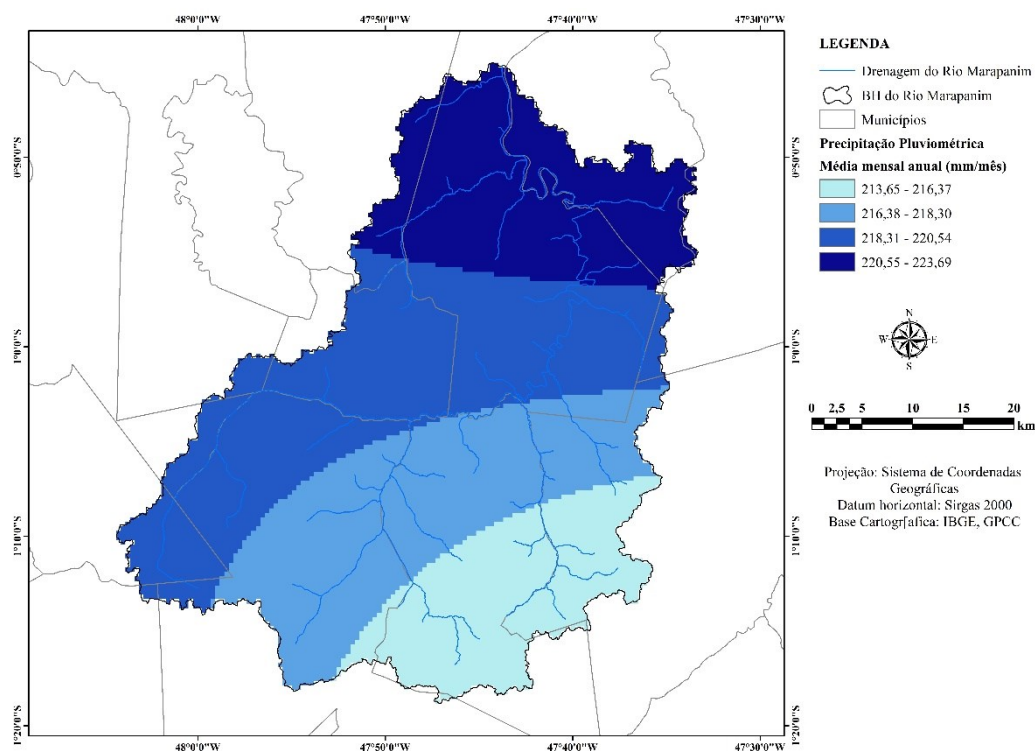 48°0'0"W 47°50'0"W 47°40'0"W 47°30'0"W
0°50'0"S
0°50'0"S
1°0'0"S
1°0'0"S
1°10'0"S
1°10'0"S
1°20'0"S
1°20'0"S
48°0'0"W 47°50'0"W 47°40'0"W 47°30'0"W
LEGENDA
Drenagem do Rio Marapanim
BH do Rio Marapanim
Municípios
Precipitação Pluviométrica
Média mensal anual (mm/mês)
213,65 - 216,37
216,38 - 218,30
218,31 - 220,54
220,55 - 223,69
N
W E
S
0 2,5 5 10 15 20
km
Projeção: Sistema de Coordenadas
Geográficas
Datum horizontal: Sirgas 2000
Base Cartogr[afica: IBGE, GPCC